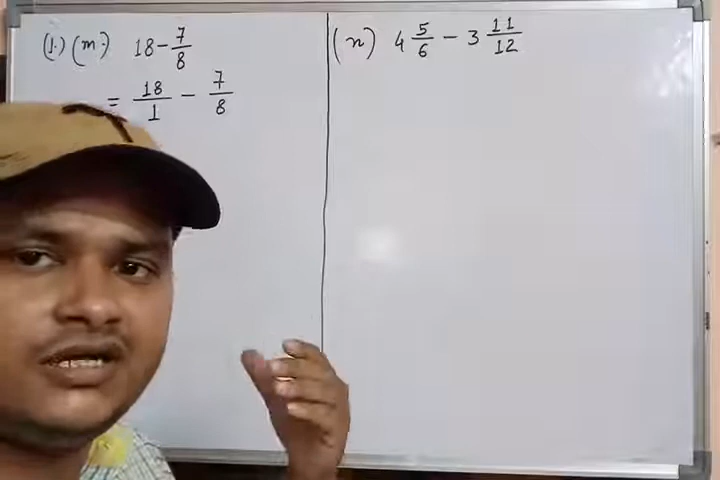 (1.) (m.) 18 - 7/8
= 18/1 - 7/8
(n) 4 5/6 - 3 11/12